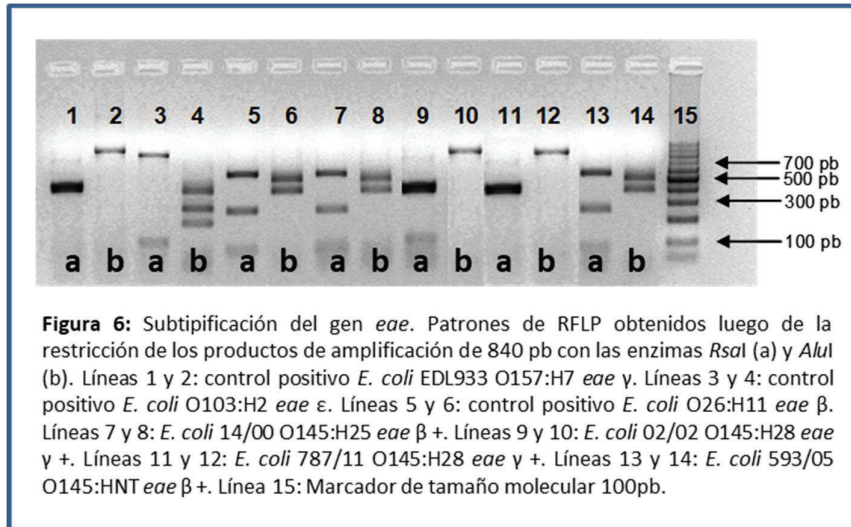 1 2 3 4 5 6 7 8 9 10 11 12 13 14 15
700 pb
500 pb
300 pb
100 pb
a b a b a b a b a b a b a b
Figura 6: Subtipificación del gen eae. Patrones de RFLP obtenidos luego de la
restricción de los productos de amplificación de 840 pb con las enzimas RsaI (a) y AluI
(b). Líneas 1 y 2: control positivo E. coli EDL933 O157:H7 eae γ. Líneas 3 y 4: control
positivo E. coli O103:H2 eae ε. Líneas 5 y 6: control positivo E. coli O26:H11 eae β.
Líneas 7 y 8: E. coli 14/00 O145:H25 eae β +. Líneas 9 y 10: E. coli 02/02 O145:H28 eae
γ +. Líneas 11 y 12: E. coli 787/11 O145:H28 eae γ +. Líneas 13 y 14: E. coli 593/05
O145:HNT eae β +. Línea 15: Marcador de tamaño molecular 100pb.